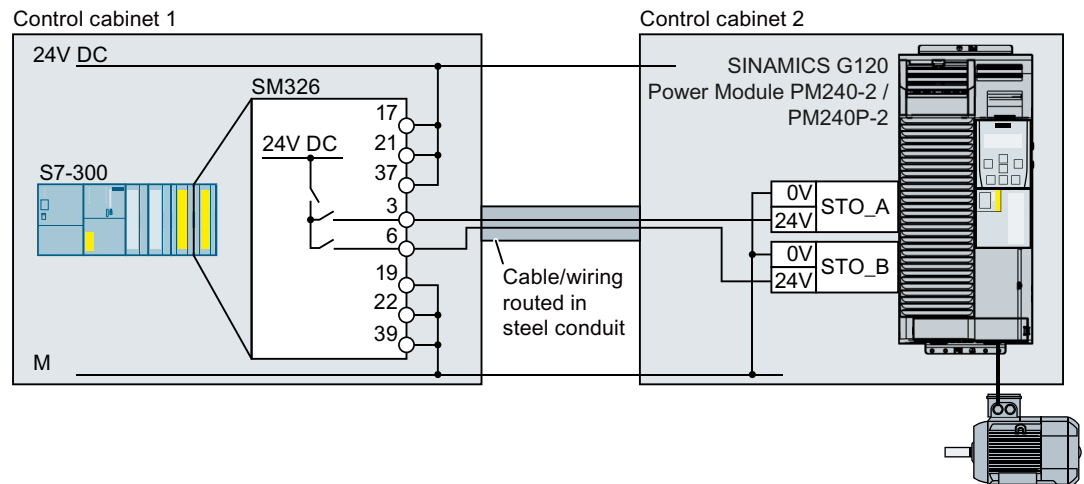 Control cabinet 1
Control cabinet 2
24V DC
SINAMICS G120
Power Module PM240-2 /
PM240P-2
SM326
17
24V DC
21
S7-300
37
3
6
0V
STO_A
24V
0V
STO_B
24V
19
22
39
Cable/wiring
routed in
steel conduit
M